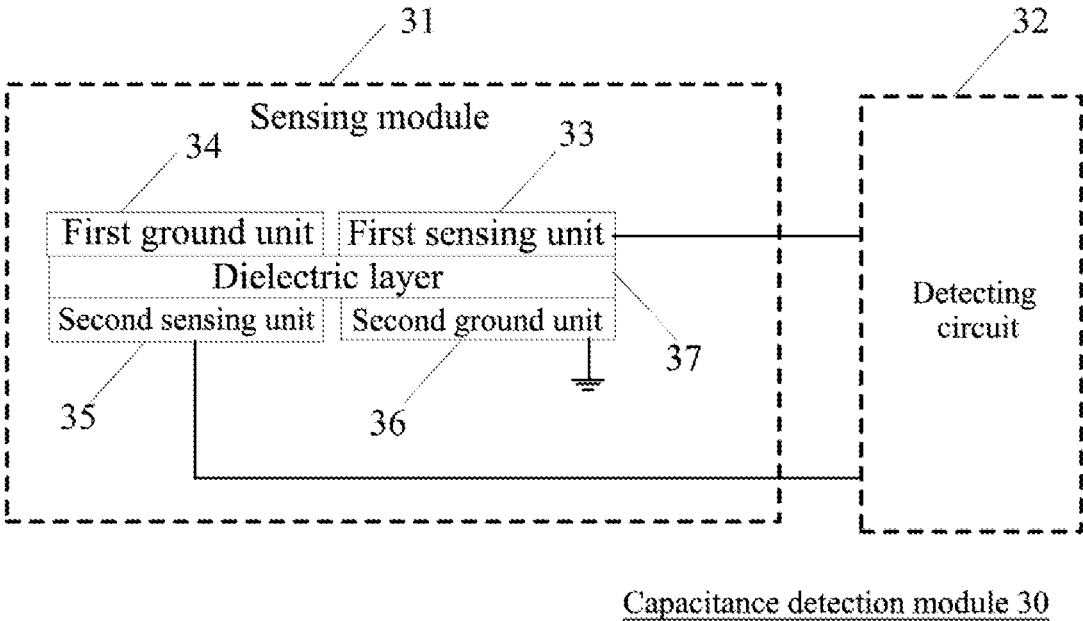 31
32
Sensing module
34
33
First ground unit
First sensing unit
Dielectric layer
Second sensing unit
Second ground unit
Detecting
circuit
37
35
36
Capacitance detection module 30